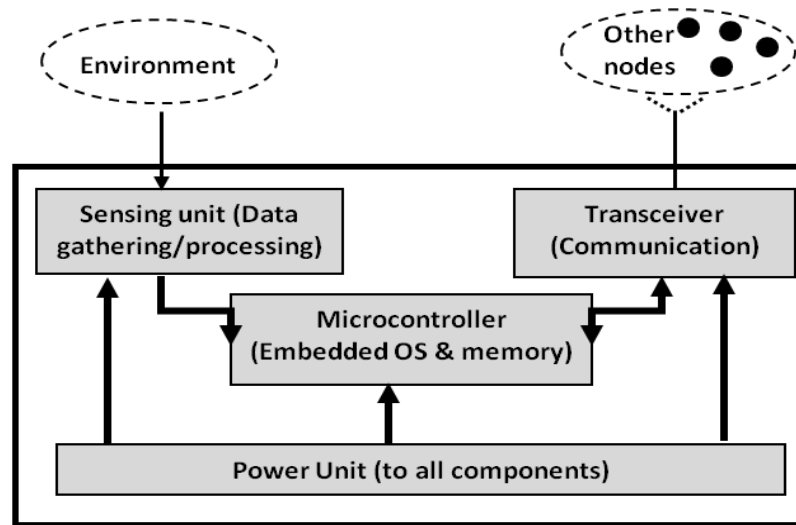 Environment
Other
nodes
Sensing unit (Data
gathering/processing)
Transceiver
(Communication)
Microcontroller
(Embedded OS & memory)
Power Unit (to all components)